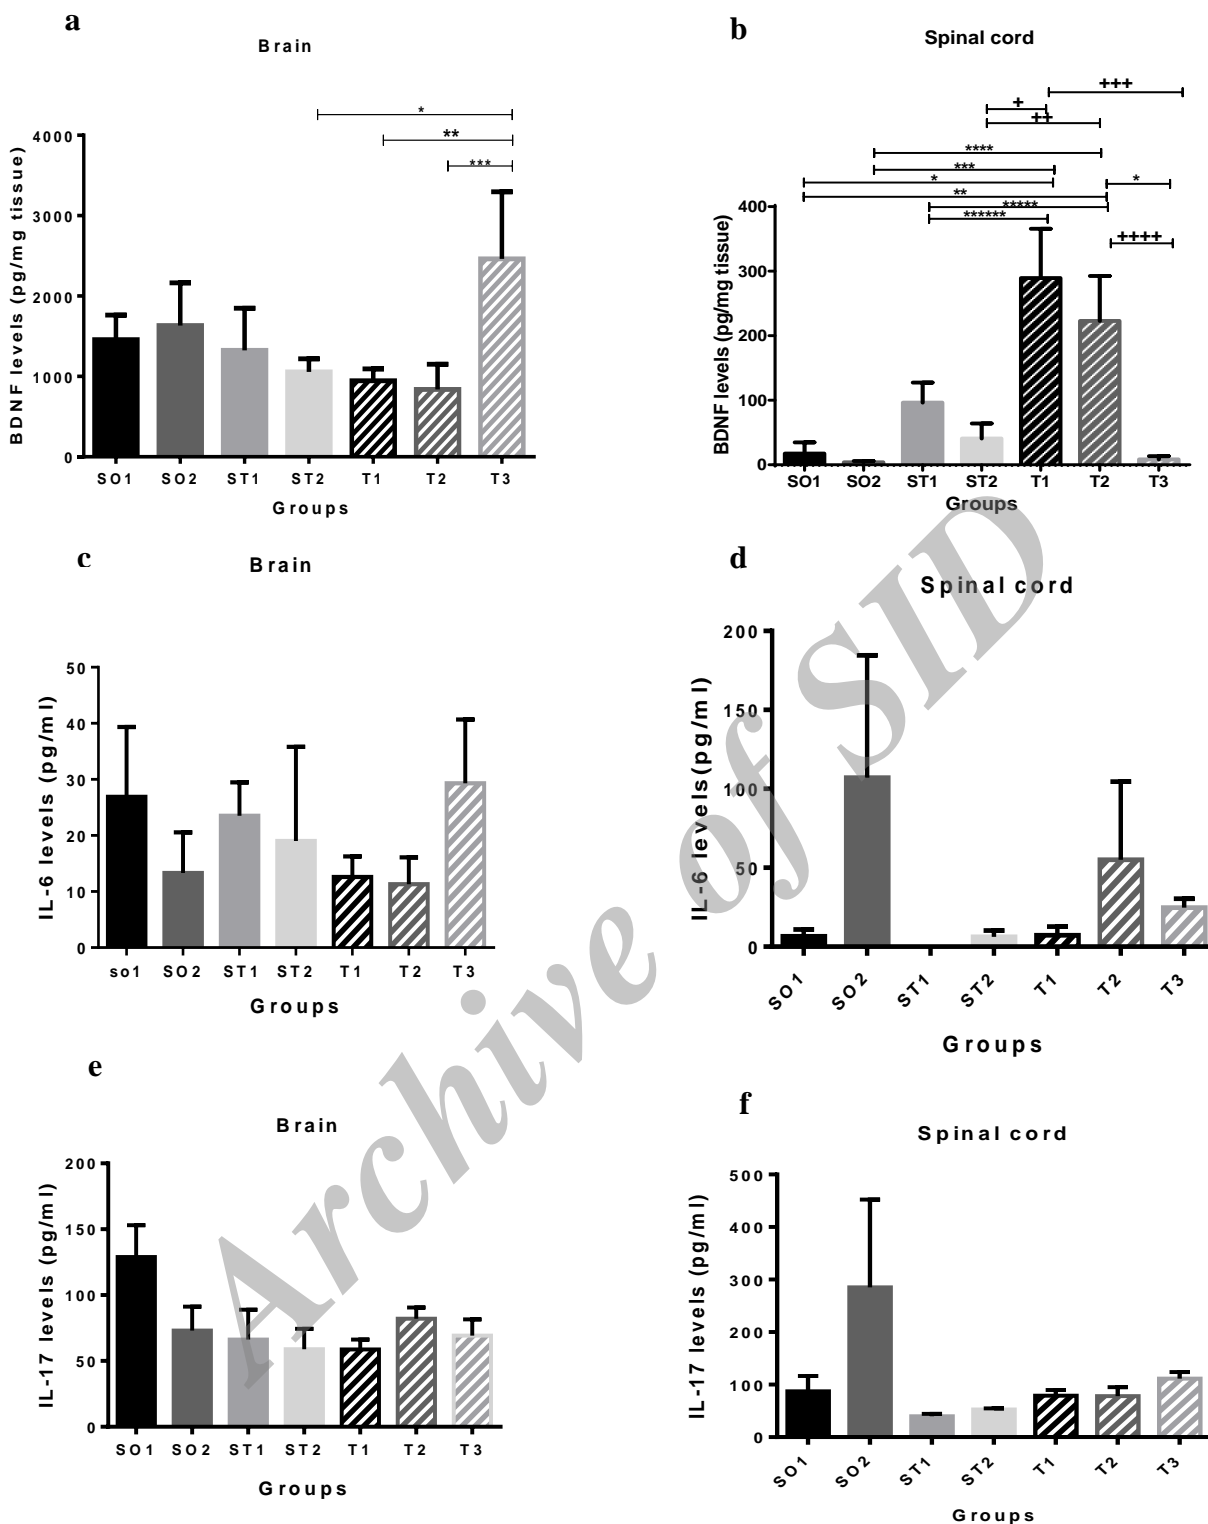 a
Brain
*
**
***
BDNF levels (pg/mg tissue)
4000
3000
2000
1000
0
SO1 SO2 ST1 ST2 T1 T2 T3
Groups
b
Spinal cord
+++
+
++
****
***
*
*
**
*****
******
++++
BDNF levels (pg/mg tissue)
400
300
200
100
0
SO1 SO2 ST1 ST2 T1 T2 T3
Groups
c
Brain
IL-6 levels (pg/ml)
50
40
30
20
10
0
so1 SO2 ST1 ST2 T1 T2 T3
Groups
d
Spinal cord
IL-6 levels(pg/ml)
200
150
100
50
0
SO1 SO2 ST1 ST2 T1 T2 T3
Groups
e
Brain
IL-17 levels (pg/ml)
200
150
100
50
0
SO1 SO2 ST1 ST2 T1 T2 T3
Groups
f
Spinal cord
IL-17 levels (pg/ml)
500
400
300
200
100
0
SO1 SO2 ST1 ST2 T1 T2 T3
Groups
Archive of SID